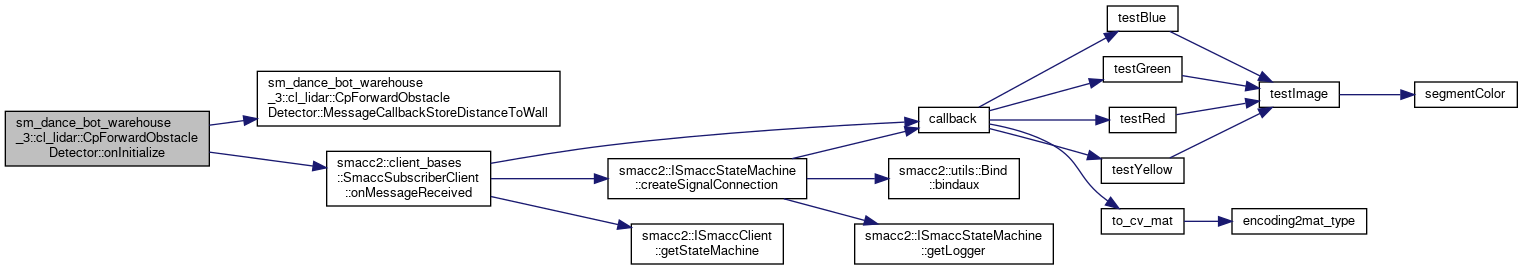 sm_dance_bot_warehouse
_3::cl_lidar::CpForwardObstacle
Detector::onInitialize
sm_dance_bot_warehouse
_3::cl_lidar::CpForwardObstacle
Detector::MessageCallbackStoreDistanceToWall
smacc2::client_bases
::SmaccSubscriberClient
::onMessageReceived
smacc2::ISmaccStateMachine
::createSignalConnection
smacc2::ISmaccClient
::getStateMachine
callback
smacc2::utils::Bind
::bindaux
smacc2::ISmaccStateMachine
::getLogger
testBlue
testGreen
testRed
testYellow
to_cv_mat
testImage
encoding2mat_type
segmentColor